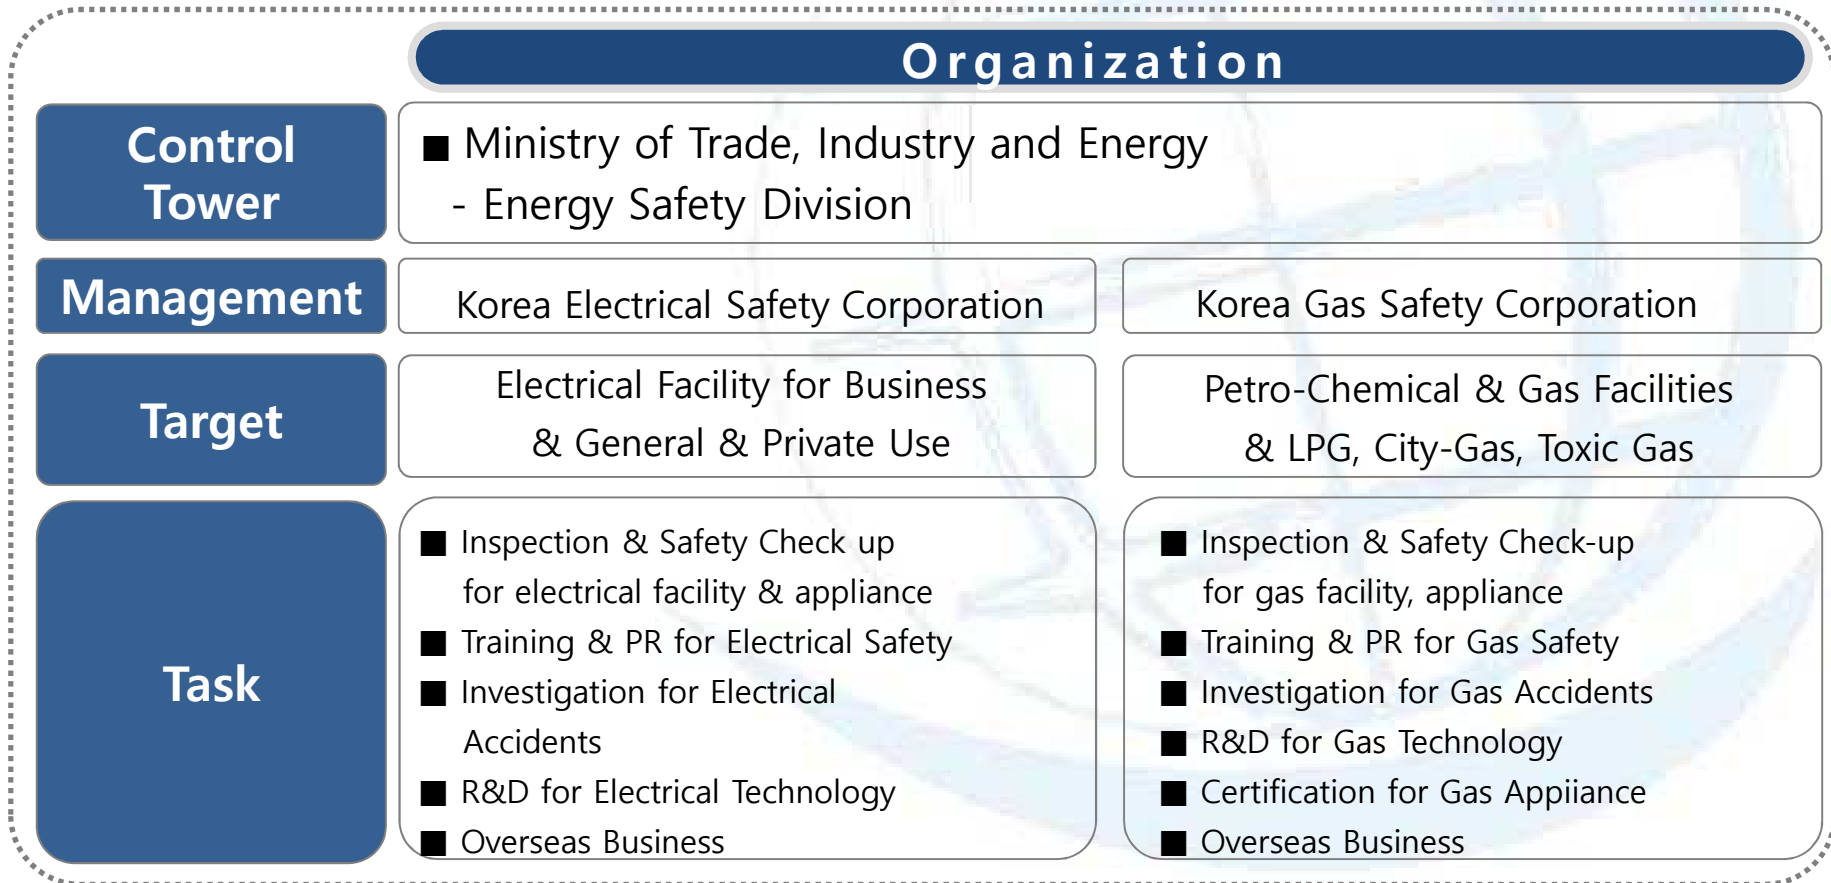 Organization
Control
Tower
■ Ministry of Trade, Industry and Energy
- Energy Safety Division
Management
Korea Electrical Safety Corporation
Korea Gas Safety Corporation
Target
Electrical Facility for Business
& General & Private Use
Petro-Chemical & Gas Facilities
& LPG, City-Gas, Toxic Gas
Task
■ Inspection & Safety Check up
for electrical facility & appliance
■ Training & PR for Electrical Safety
■ Investigation for Electrical
Accidents
■ R&D for Electrical Technology
■ Overseas Business
■ Inspection & Safety Check-up
for gas facility, appliance
■ Training & PR for Gas Safety
■ Investigation for Gas Accidents
■ R&D for Gas Technology
■ Certification for Gas Appiiance
■ Overseas Business